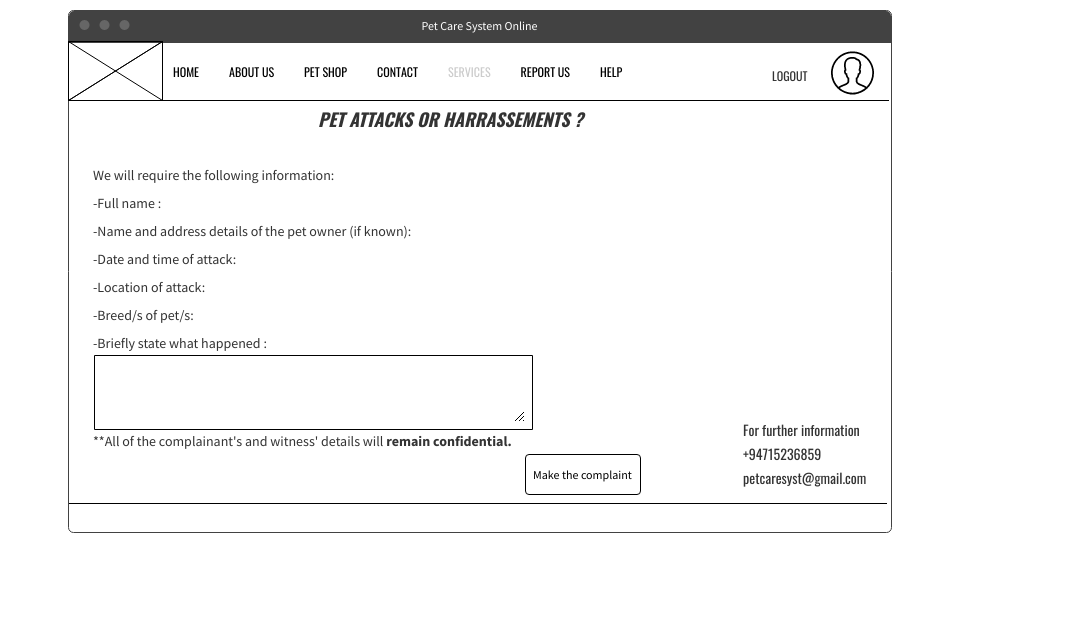 Pet Care System Online
HOME ABOUT US PET SHOP CONTACT SERVICES REPORT US HELP LOGOUT
PET ATTACKS OR HARRASSEMENTS ?
We will require the following information:
-Full name :
-Name and address details of the pet owner (if known):
-Date and time of attack:
-Location of attack:
-Breed/s of pet/s:
-Briefly state what happened :
**All of the complainant's and witness' details will remain confidential.
Make the complaint
For further information
+94715236859
petcaresyst@gmail.com